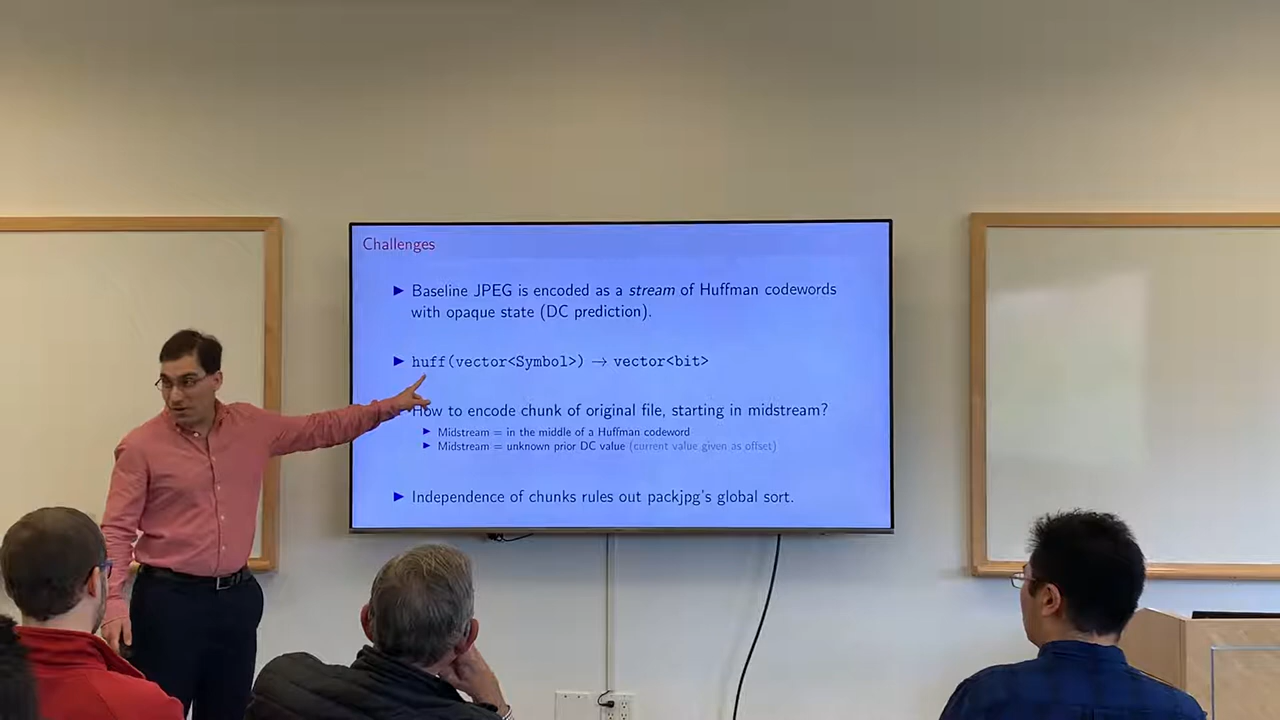 Challenges
▶ Baseline JPEG is encoded as a stream of Huffman codewords
with opaque state (DC prediction).
▶ huff(vector<Symbol>) → vector<bit>
How to encode chunk of original file, starting in midstream?
▶ Midstream = in the middle of a Huffman codeword
▶ Midstream = unknown prior DC value (current value given as offset)
▶ Independence of chunks rules out packjpg's global sort.